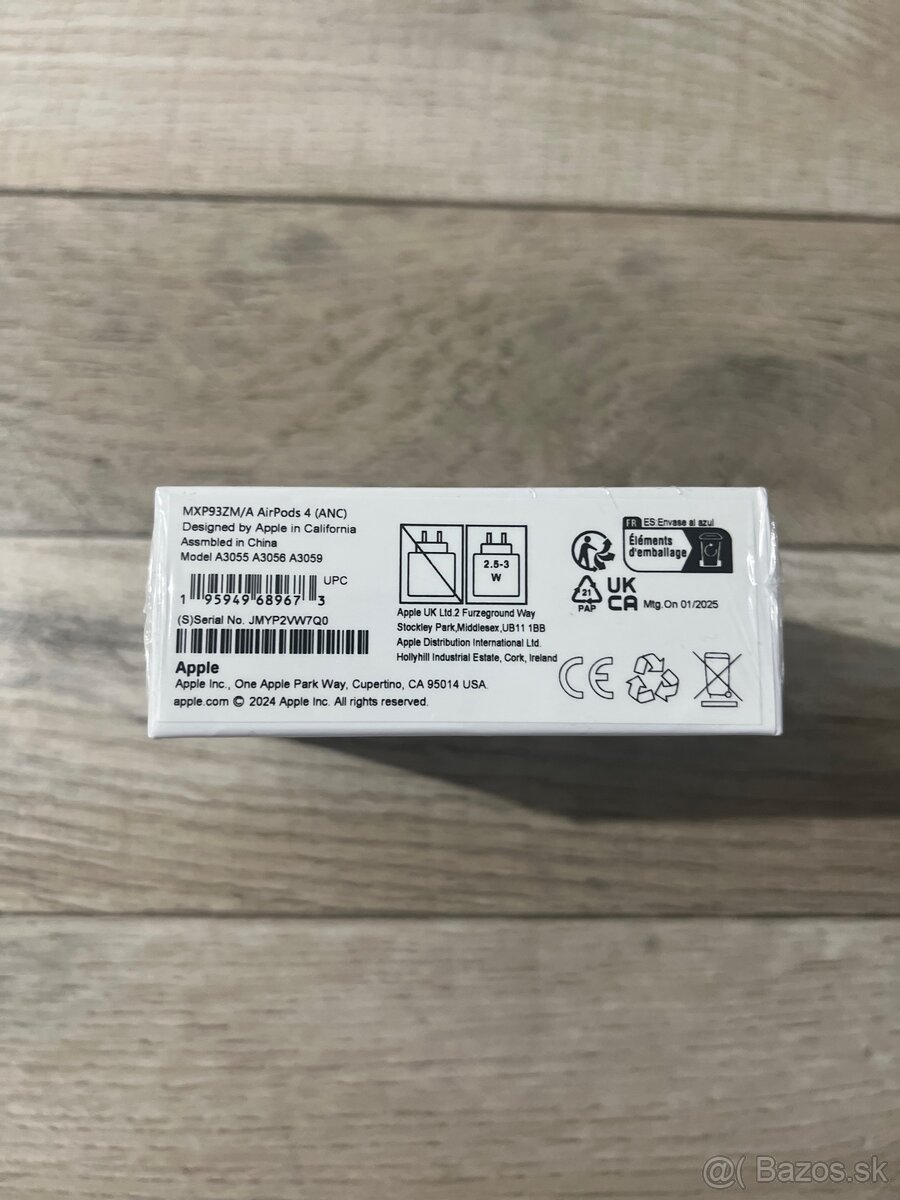 MXP93ZM/A AirPods 4 (ANC)
Designed by Apple in California
Assmbled in China
Model A3055 A3056 A3059
UPC
1 95949 68967 3
(S)Serial No. JMYP2VW7Q0
Apple
Apple Inc., One Apple Park Way, Cupertino, CA 95014 USA.
apple.com © 2024 Apple Inc. All rights reserved.
2.5-3
W
Apple UK Ltd.2 Furzeground Way
Stockley Park,Middlesex,UB11 1BB
Apple Distribution International Ltd.
Hollyhill Industrial Estate, Cork, Ireland
FR ES:Envase al azul
Éléments
d'emballage
21
PAP
UK
CA
Mtg.On 01/2025
CE
@( Bazos.sk